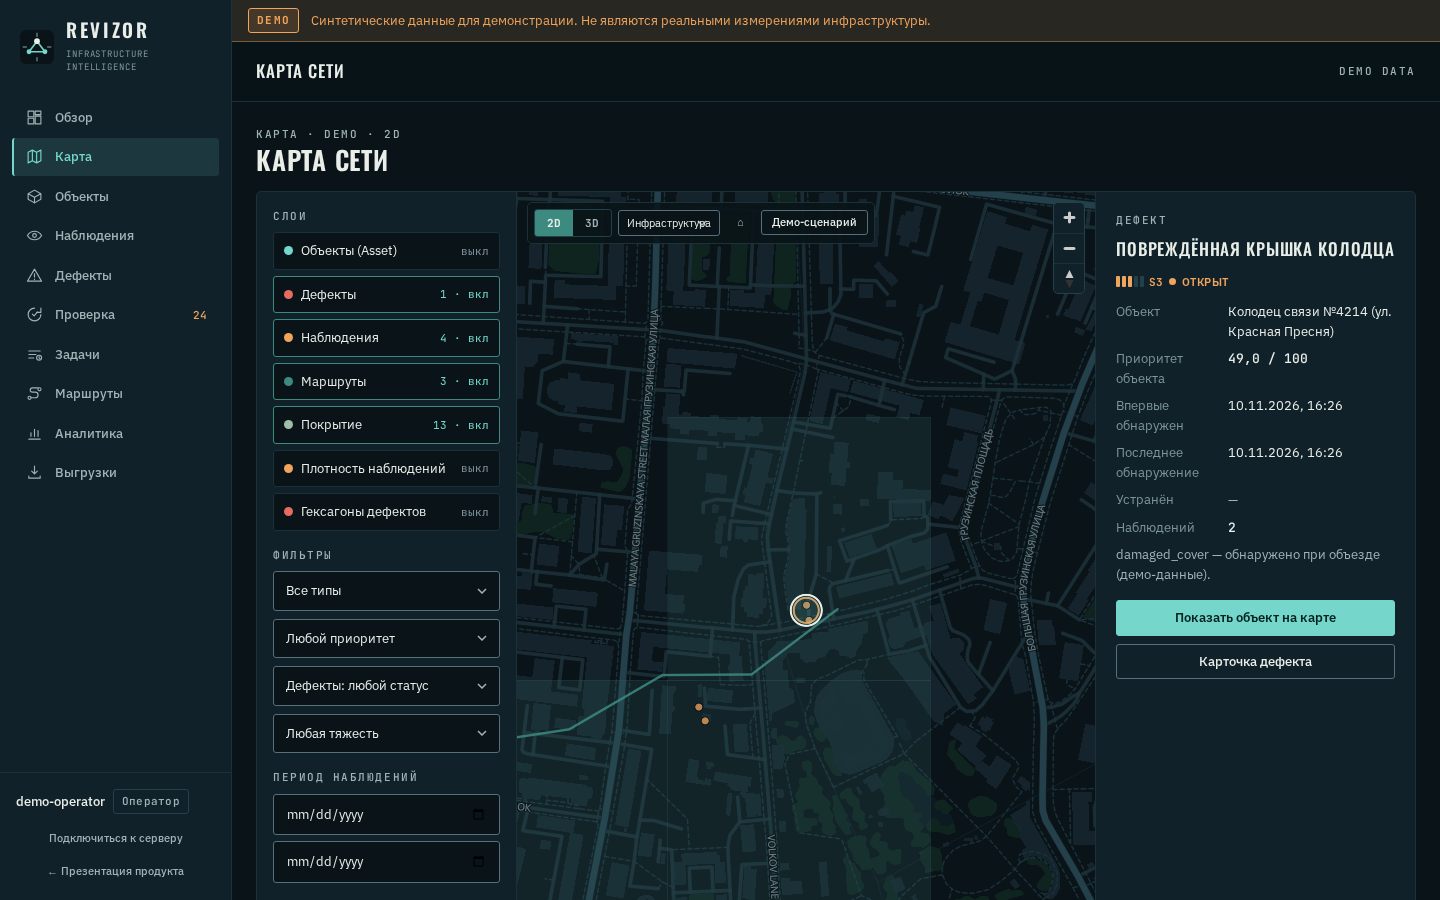 REVIZOR
INFRASTRUCTURE
INTELLIGENCE
Обзор
Карта
Объекты
Наблюдения
Дефекты
Проверка 24
Задачи
Маршруты
Аналитика
Выгрузки
demo-operator Оператор
Подключиться к серверу
← Презентация продукта
DEMO Синтетические данные для демонстрации. Не являются реальными измерениями инфраструктуры.
КАРТА СЕТИ
DEMO DATA
КАРТА · DEMO · 2D
КАРТА СЕТИ
СЛОИ
Объекты (Asset) выкл
Дефекты 1 · вкл
Наблюдения 4 · вкл
Маршруты 3 · вкл
Покрытие 13 · вкл
Плотность наблюдений выкл
Гексагоны дефектов выкл
ФИЛЬТРЫ
Все типы
Любой приоритет
Дефекты: любой статус
Любая тяжесть
ПЕРИОД НАБЛЮДЕНИЙ
mm/dd/yyyy
mm/dd/yyyy
2D 3D Инфраструктура Демо-сценарий
MALAYA GRUZINSKAYA STREET МАЛАЯ ГРУЗИНСКАЯ УЛИЦА
ГРУЗИНСКАЯ ПЛОЩАДЬ
БОЛЬШАЯ ГРУЗИНСКАЯ УЛИЦА
VOLKOV LANE
ОК
ДЕФЕКТ
ПОВРЕЖДЁННАЯ КРЫШКА КОЛОДЦА
S3 ОТКРЫТ
Объект Колодец связи №4214 (ул. Красная Пресня)
Приоритет объекта 49,0 / 100
Впервые обнаружен 10.11.2026, 16:26
Последнее обнаружение 10.11.2026, 16:26
Устранён —
Наблюдений 2
damaged_cover — обнаружено при объезде
(демо-данные).
Показать объект на карте
Карточка дефекта